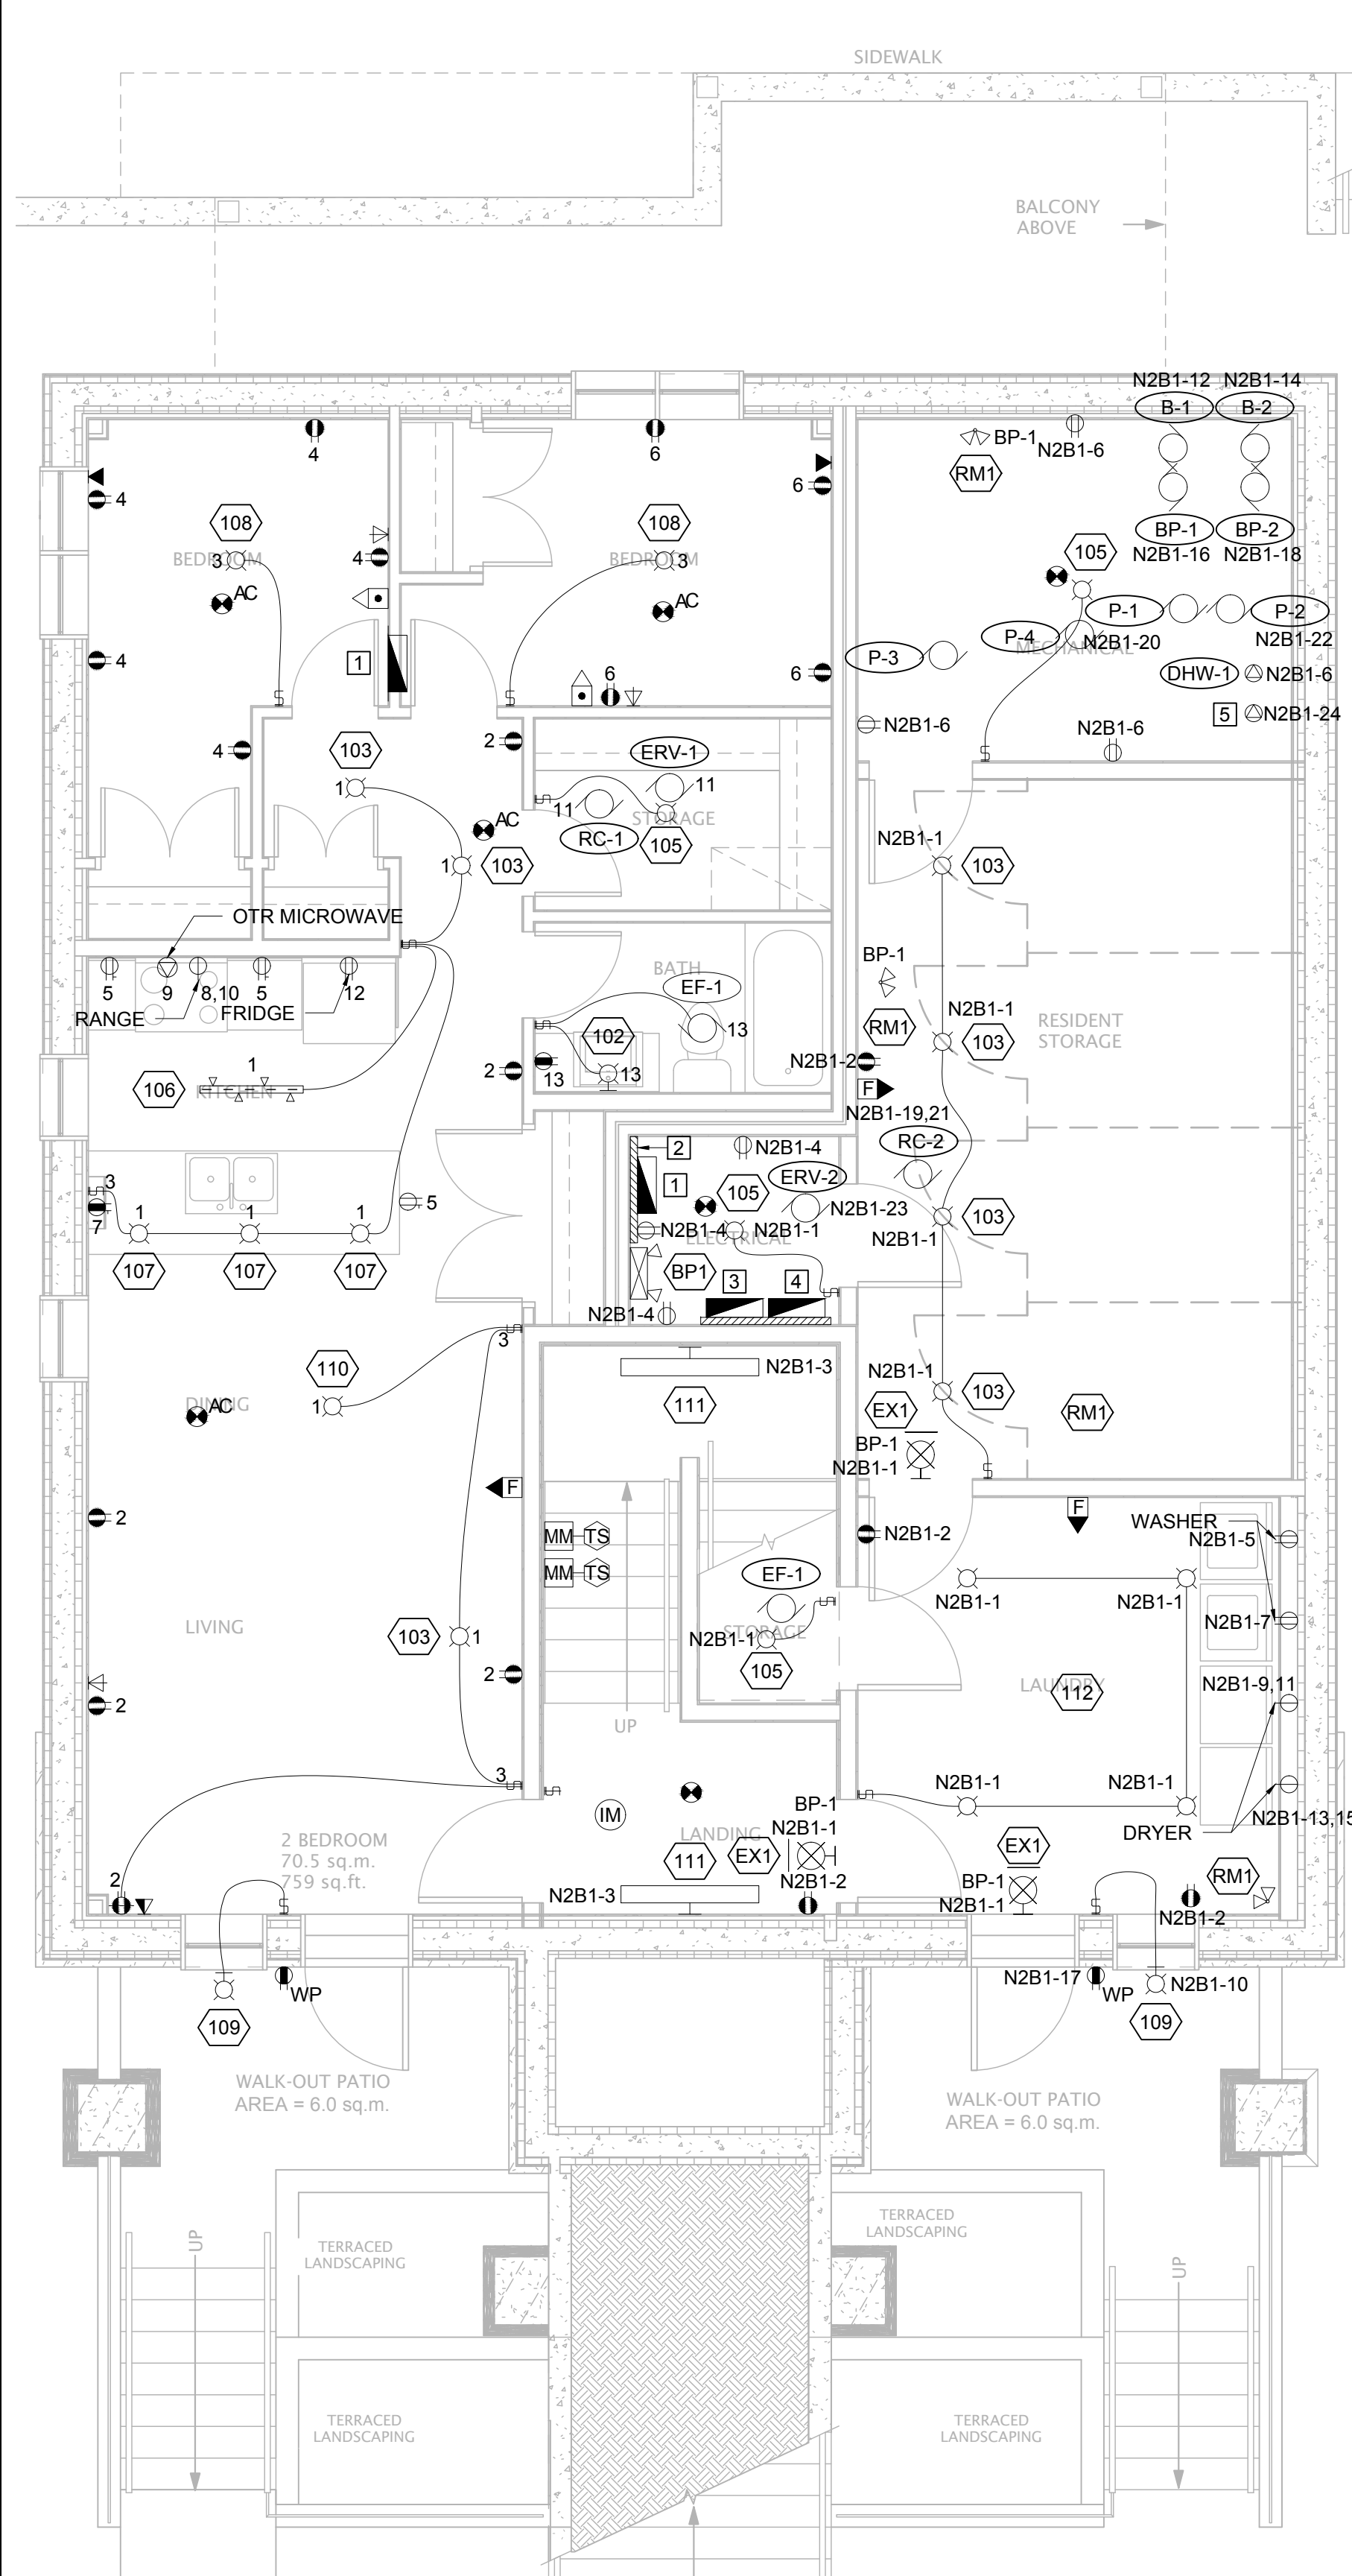 SIDEWALK
BALCONY
ABOVE
N2B1-12
N2B1-14
B-1
B-2
BP-1
N2B1-6
RM1
4
6
4
6
108
108
BEDROOM
3
4
BEDROOM
3
AC
AC
BP-1
BP-2
N2B1-16
N2B1-18
105
P-1
P-2
P-4
N2B1-20
N2B1-22
MECHANICAL
P-3
DHW-1
N2B1-6
5
N2B1-24
4
1
6
6
N2B1-6
N2B1-6
4
103
2
ERV-1
1
11
11
STORAGE
RC-1
105
AC
1
103
N2B1-1
103
OTR MICROWAVE
5
9
8,10
5
12
RANGE
FRIDGE
BATH
EF-1
13
102
13
13
2
BP-1
RM1
N2B1-1
103
RESIDENT
STORAGE
N2B1-2
F
N2B1-19,21
RC-2
106
1
KITCHEN
2
N2B1-4
1
105
ERV-2
N2B1-23
N2B1-4
N2B1-1
ELECTRICAL
N2B1-1
103
3
7
1
1
1
5
107
107
107
BP1
3
4
N2B1-4
3
110
DINING
AC
1
N2B1-3
111
N2B1-1
103
EX1
RM1
BP-1
N2B1-1
F
2
MM
TS
MM
TS
N2B1-2
F
WASHER
N2B1-5
EF-1
N2B1-1
N2B1-1
N2B1-7
LIVING
103
1
N2B1-1
STORAGE
105
2
2
LAUNDRY
112
N2B1-9,11
UP
3
N2B1-1
N2B1-1
IM
BP-1
N2B1-1
N2B1-13,15
DRYER
2 BEDROOM
70.5 sq.m.
759 sq.ft.
LANDING
111
EX1
N2B1-2
N2B1-3
EX1
BP-1
N2B1-1
RM1
N2B1-2
2
WP
109
N2B1-17
WP
N2B1-10
109
WALK-OUT PATIO
AREA = 6.0 sq.m.
WALK-OUT PATIO
AREA = 6.0 sq.m.
TERRACED
LANDSCAPING
TERRACED
LANDSCAPING
UP
UP
TERRACED
LANDSCAPING
TERRACED
LANDSCAPING